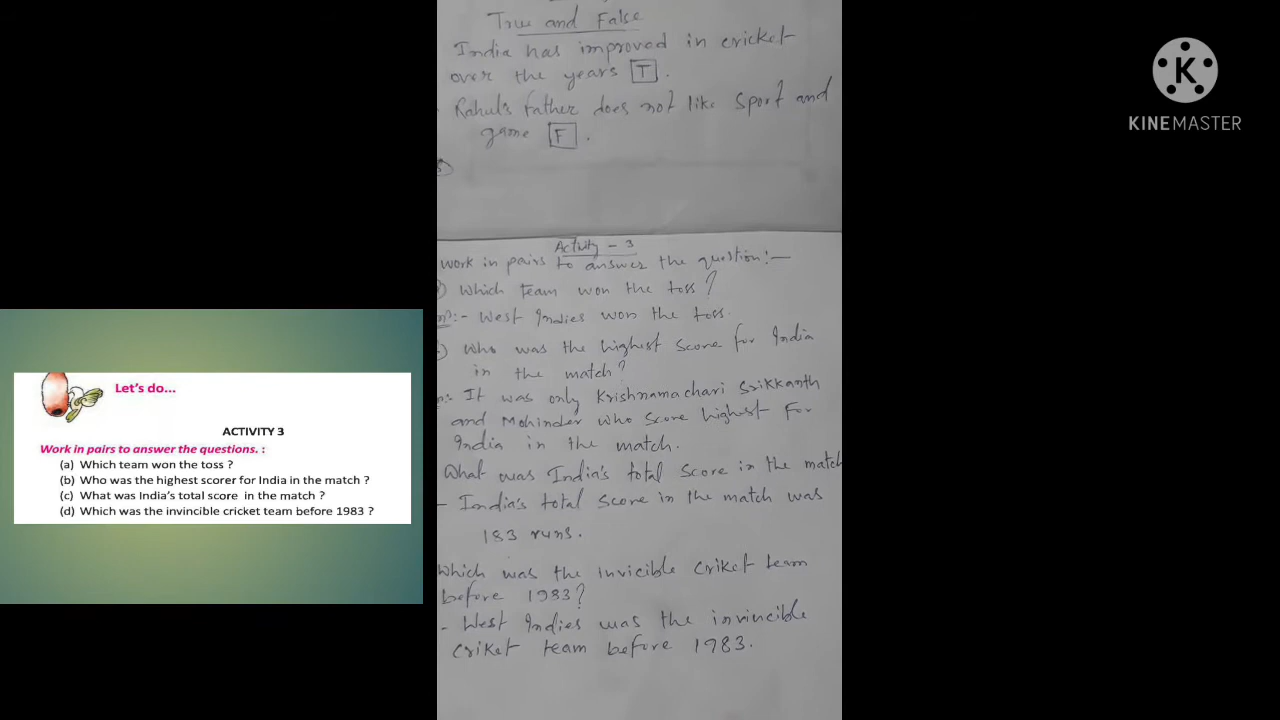 True and False
India has improved in cricket
over the years T.
Rahul's father does not like sport and
game F.
Activity - 3
work in pairs to answer the question:-
Which team won the toss?
:- West Indies won the toss.
Who was the highest score for India
in the match?
: It was only Krishnamachari Srikkanth
and Mohinder who score highest for
India in the match.
What was India's total score in the match
- India's total score in the match was
183 runs.
Which was the invicible criket team
before 1983?
- West Indies was the invincible
criket team before 1983.
Let's do...
ACTIVITY 3
Work in pairs to answer the questions. :
(a) Which team won the toss ?
(b) Who was the highest scorer for India in the match ?
(c) What was India's total score in the match ?
(d) Which was the invincible cricket team before 1983 ?
K
KINEMASTER